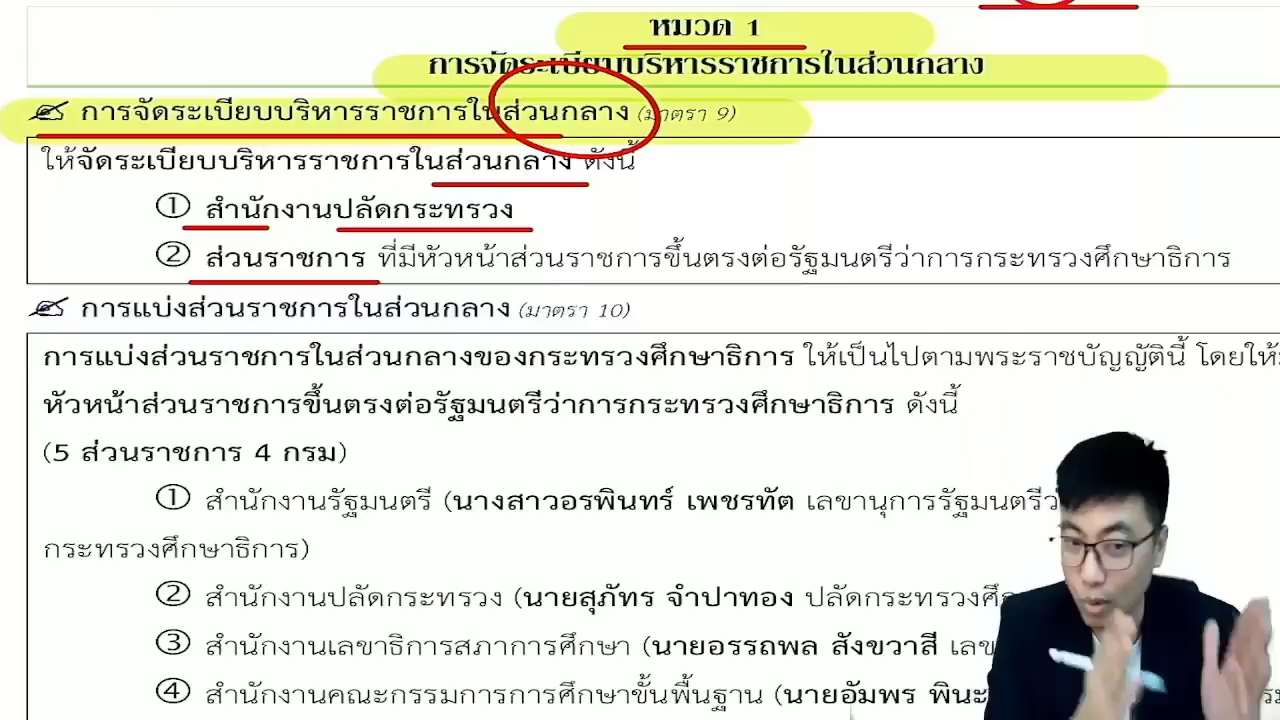 หมวด 1
การจัดระเบียบบริหารราชการในส่วนกลาง
การจัดระเบียบบริหารราชการในส่วนกลาง (มาตรา 9)
ให้จัดระเบียบบริหารราชการในส่วนกลาง ดังนี้
① สำนักงานปลัดกระทรวง
② ส่วนราชการ ที่มีหัวหน้าส่วนราชการขึ้นตรงต่อรัฐมนตรีว่าการกระทรวงศึกษาธิการ
การแบ่งส่วนราชการในส่วนกลาง (มาตรา 10)
การแบ่งส่วนราชการในส่วนกลางของกระทรวงศึกษาธิการ ให้เป็นไปตามพระราชบัญญัตินี้ โดยให้
หัวหน้าส่วนราชการขึ้นตรงต่อรัฐมนตรีว่าการกระทรวงศึกษาธิการ ดังนี้
(5 ส่วนราชการ 4 กรม)
① สำนักงานรัฐมนตรี (นางสาวอรพินทร์ เพชรทัต เลขานุการรัฐมนตรีว
กระทรวงศึกษาธิการ)
② สำนักงานปลัดกระทรวง (นายสุภัทร จำปาทอง ปลัดกระทรวงศึก
③ สำนักงานเลขาธิการสภาการศึกษา (นายอรรถพล สังขวาสี เลข
④ สำนักงานคณะกรรมการการศึกษาขั้นพื้นฐาน (นายอัมพร พินะ